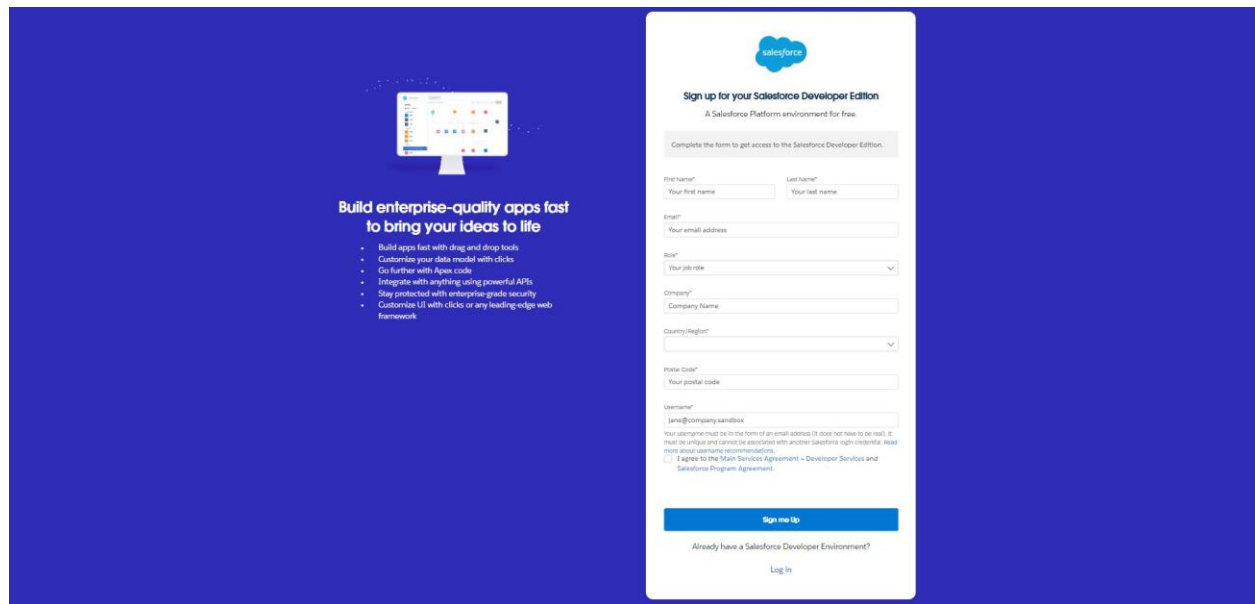 Build enterprise-quality apps fast
to bring your ideas to life
• Build apps fast with drag and drop tools
• Customize your data model with clicks
• Go further with Apex code
• Integrate with anything using powerful APIs
• Stay protected with enterprise-grade security
• Customize UI with clicks or any leading-edge web
framework
salesforce
Sign up for your Salesforce Developer Edition
A Salesforce Platform environment for free.
Complete the form to get access to the Salesforce Developer Edition.
First Name* Last Name*
Your first name Your last name
Email*
Your email address
Role*
Your job role
Company*
Company Name
Country/Region*
Postal Code*
Your postal code
Username*
Jane@company.sandbox
Your username must be in the form of an email address (it does not have to be real). It
must be unique and cannot be associated with another Salesforce login credential. Read
more about username recommendations.
I agree to the Main Services Agreement – Developer Services and
Salesforce Program Agreement.
Sign me Up
Already have a Salesforce Developer Environment?
Log in